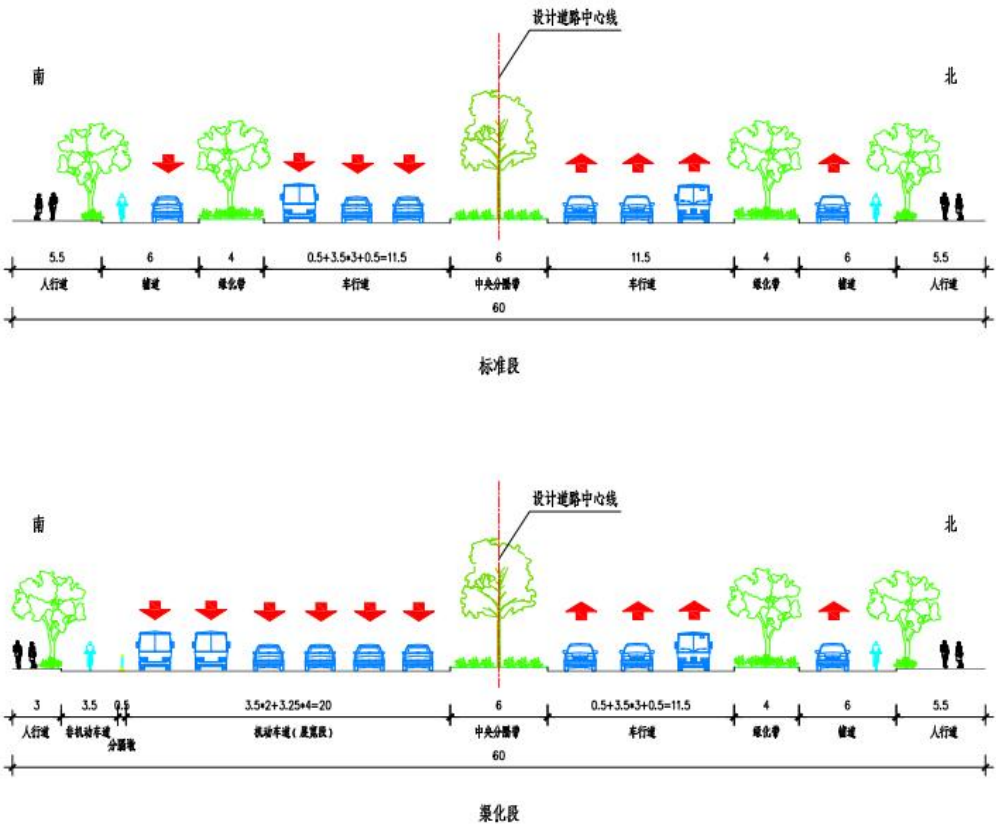 设计道路中心线
南
北
5.5 6 4 0.5+3.5*3+0.5=11.5 6 11.5 4 6 5.5
人行道 辅道 绿化带 车行道 中央分隔带 车行道 绿化带 辅道 人行道
60
标准段
设计道路中心线
南
北
3 3.5 0.5 3.5*2+3.25*4=20 6 0.5+3.5*3+0.5=11.5 4 6 5.5
人行道 非机动车道 分隔墩 机动车道(展宽段) 中央分隔带 车行道 绿化带 辅道 人行道
60
渠化段